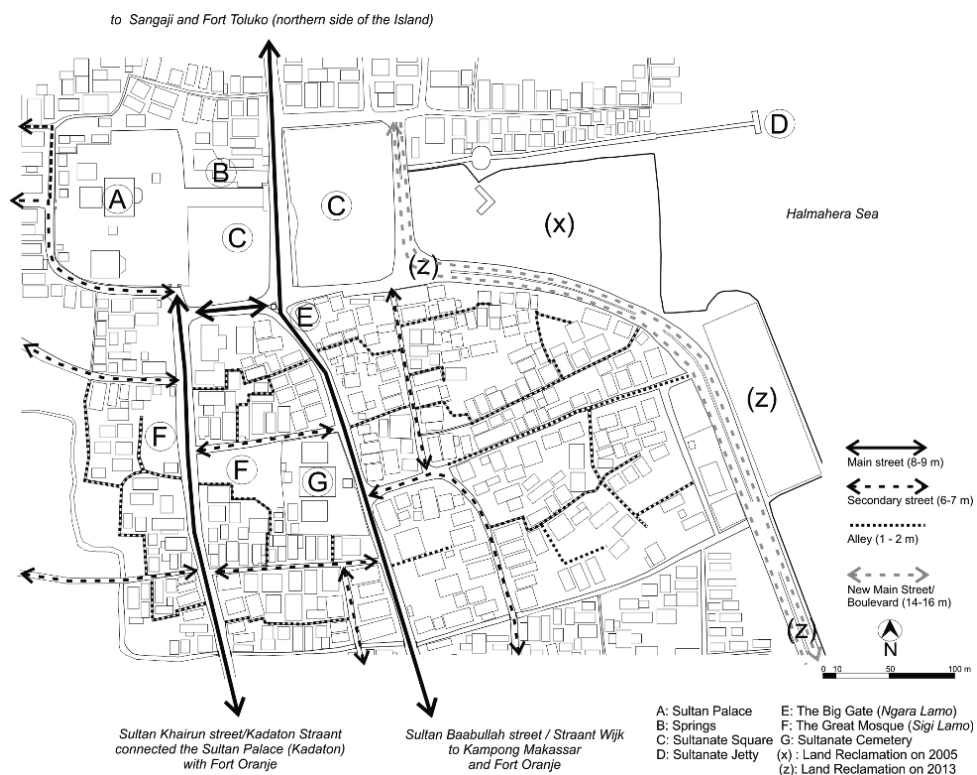 to Sangaji and Fort Toluko (northern side of the Island)
D
B
A
C
C
(x)
Halmahera Sea
(z)
E
(z)
F
F
G
Main street (8-9 m)
Secondary street (6-7 m)
Alley (1 - 2 m)
New Main Street/
Boulevard (14-16 m)
(z)
N
0 10 50 100 m
Sultan Khairun street/Kadaton Straant
connected the Sultan Palace (Kadaton)
with Fort Oranje
Sultan Baabullah street / Straant Wijk
to Kampong Makassar
and Fort Oranje
A: Sultan Palace
B: Springs
C: Sultanate Square
D: Sultanate Jetty
E: The Big Gate (Ngara Lamo)
F: The Great Mosque (Sigi Lamo)
G: Sultanate Cemetery
(x) : Land Reclamation on 2005
(z): Land Reclamation on 2013